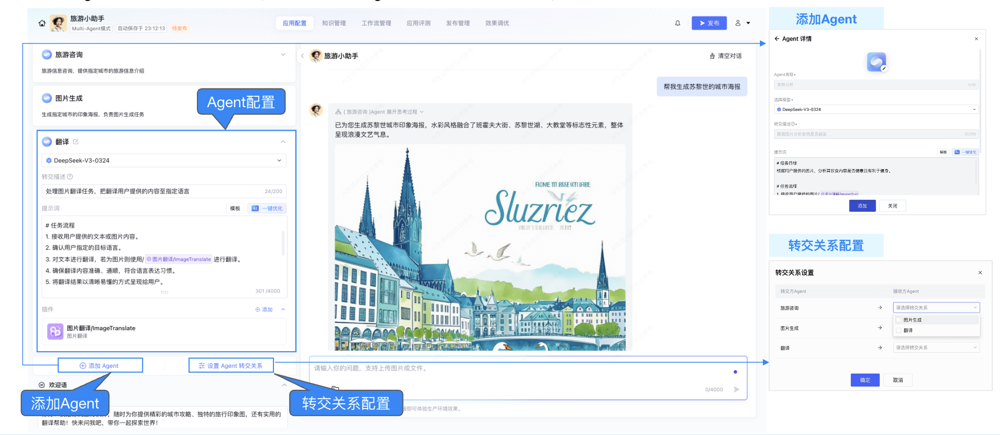 旅游小助手
Multi-Agent模式 自动保存于 23:12:13 待发布
应用配置 知识管理 工作流管理 应用评测 发布管理 效果调优
发布
旅游咨询
旅游信息咨询，提供指定城市的旅游信息介绍
图片生成
生成指定城市的印象海报，负责图片生成任务
Agent配置
翻译
DeepSeek-V3-0324
转交描述
处理图片翻译任务，把翻译用户提供的内容至指定语言 24/200
提示词 模板 AI 一键优化
# 任务流程
1. 接收用户提供的文本或图片内容。
2. 确认用户指定的目标语言。
3. 对文本进行翻译，若为图片则使用/ 图片翻译/ImageTranslate 进行翻译。
4. 确保翻译内容准确、通顺，符合语言表达习惯。
5. 将翻译结果以清晰易懂的方式呈现给用户。
301 /4000
插件 添加
图片翻译/ImageTranslate
图片翻译
添加 Agent 设置 Agent 转交关系
欢迎语
添加Agent
转交关系配置
随时为你提供精彩的城市攻略、独特的旅行印象图，还有实用的
翻译帮助！快来问我吧，带你一起探索世界！
旅游小助手 清空对话
帮我生成苏黎世的城市海报
{ 旅游咨询 }Agent 展开思考过程
已为您生成苏黎世城市印象海报，水彩风格融合了班霍夫大街、苏黎世湖、大教堂等标志性元素，整体
呈现浪漫文艺气息。
Sluzriez
请输入你的问题，支持上传图片或文件。
0/4000
接即可体验生产环境效果。
添加Agent
Agent 详情
Agent名称*
食物分析 4/30
选择模型*
DeepSeek-V3-0324
转交描述*
根据图片分析食物是否健康 12/200
提示词 模板 AI 一键优化
# 任务目标
根据用户提供的图片，分析其饮食内容是否健康且有利于健身。
# 任务流程
1. 接收用户提供的图片/ 图片理解/ImageQuiz
添加 关闭
转交关系配置
转交关系设置
转交方Agent 接收方Agent
旅游咨询 请选择转交关系
图片生成
翻译
图片生成
翻译 请选择转交关系
确定 取消